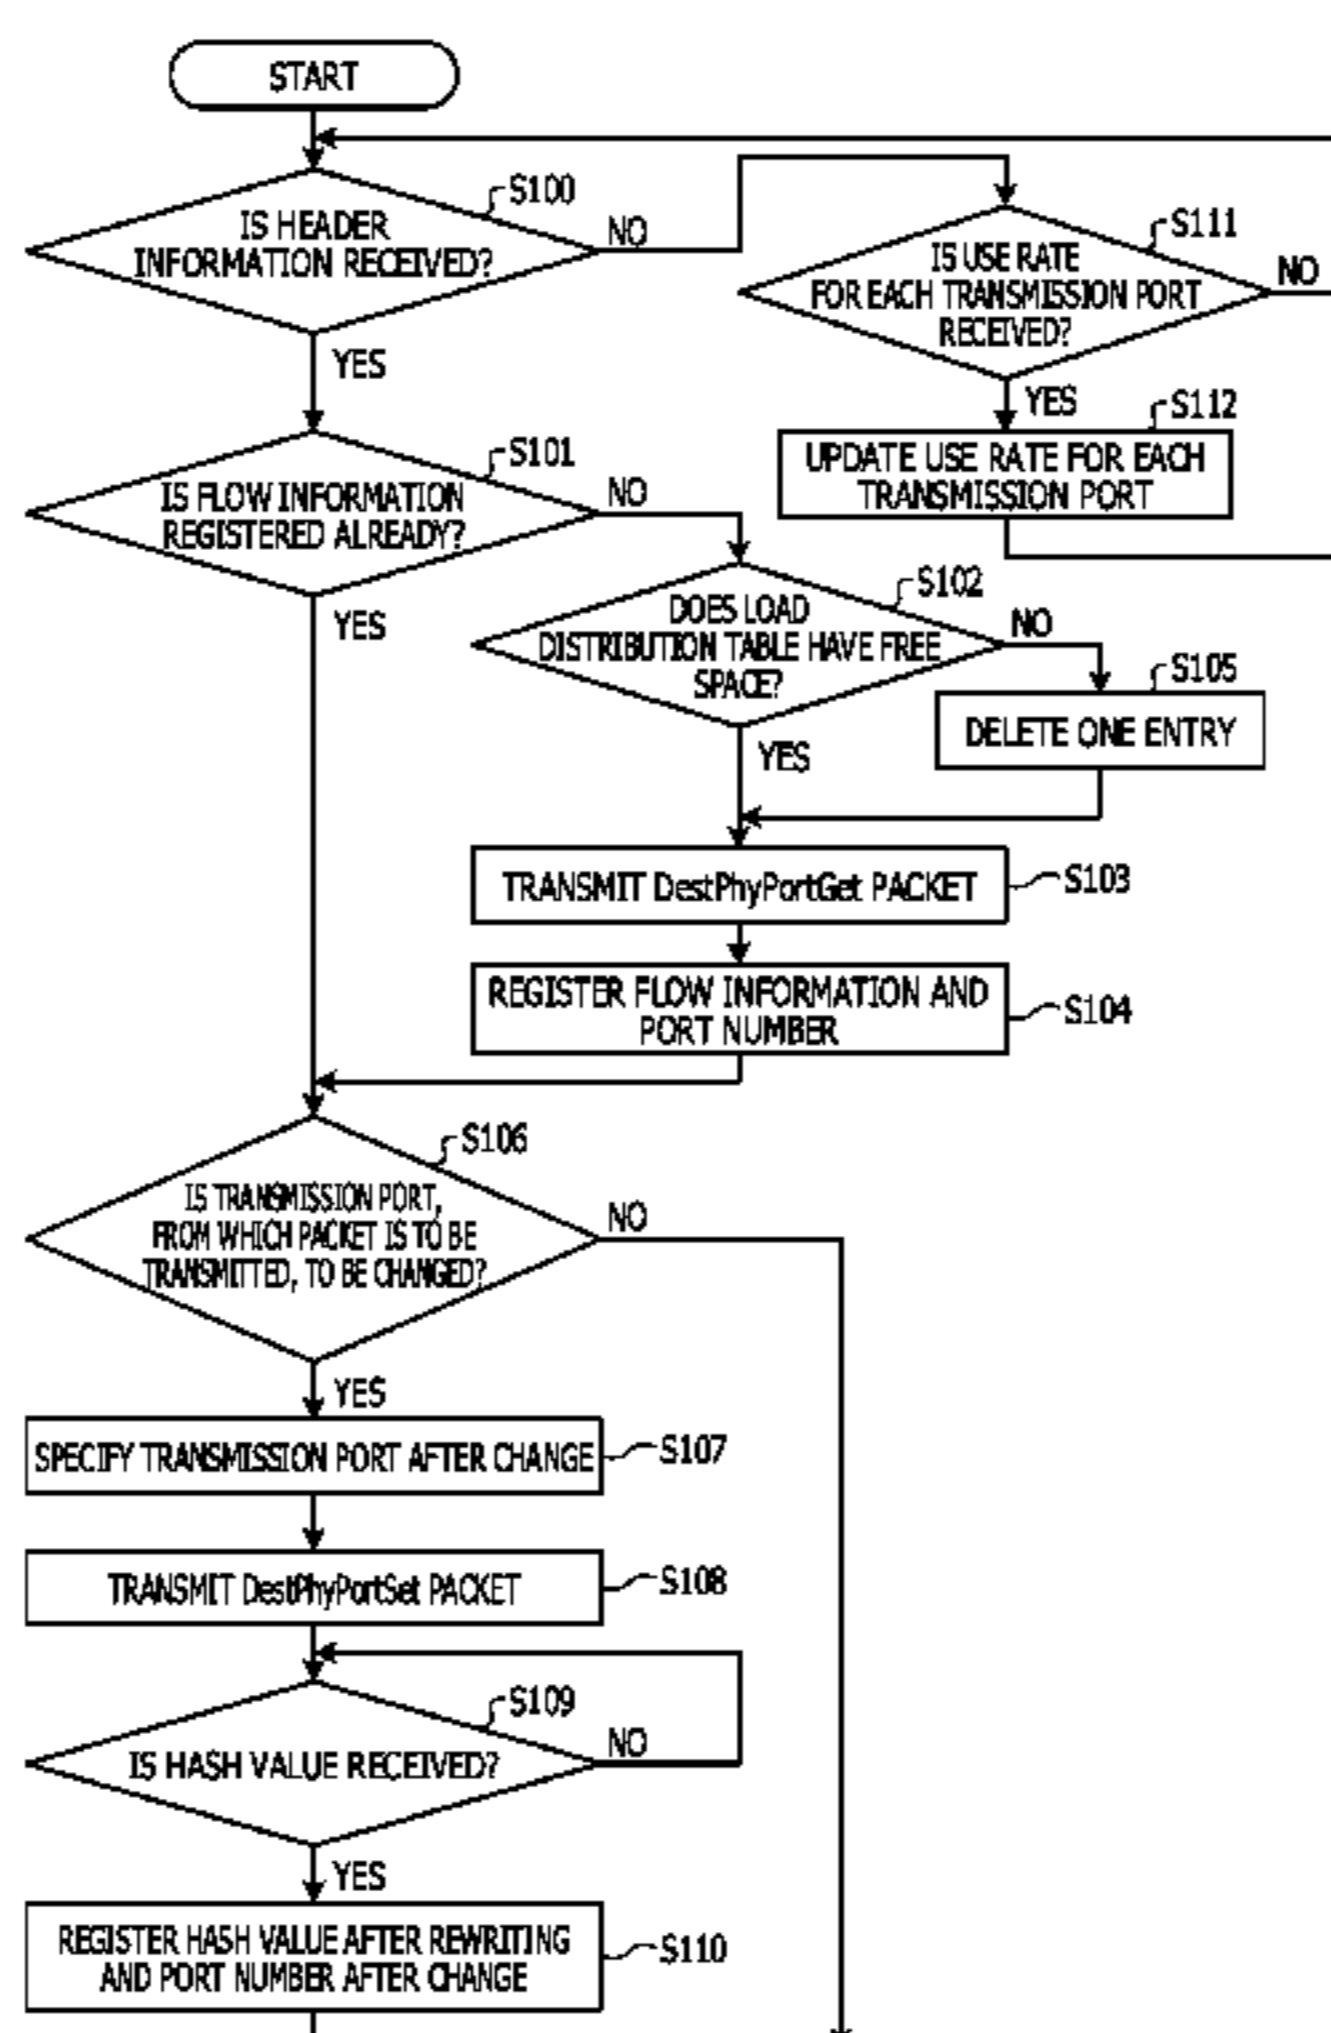 START
S100
IS HEADER
INFORMATION RECEIVED?
NO
S111
IS USE RATE
FOR EACH TRANSMISSION PORT
RECEIVED?
NO
YES
YES
S112
UPDATE USE RATE FOR EACH
TRANSMISSION PORT
S101
IS FLOW INFORMATION
REGISTERED ALREADY?
NO
YES
S102
DOES LOAD
DISTRIBUTION TABLE HAVE FREE
SPACE?
NO
S105
DELETE ONE ENTRY
YES
TRANSMIT DestPhyPortGet PACKET
S103
REGISTER FLOW INFORMATION AND
PORT NUMBER
S104
S106
IS TRANSMISSION PORT,
FROM WHICH PACKET IS TO BE
TRANSMITTED, TO BE CHANGED?
NO
YES
SPECIFY TRANSMISSION PORT AFTER CHANGE
S107
TRANSMIT DestPhyPortSet PACKET
S108
S109
IS HASH VALUE RECEIVED?
NO
YES
REGISTER HASH VALUE AFTER REWRITING
AND PORT NUMBER AFTER CHANGE
S110